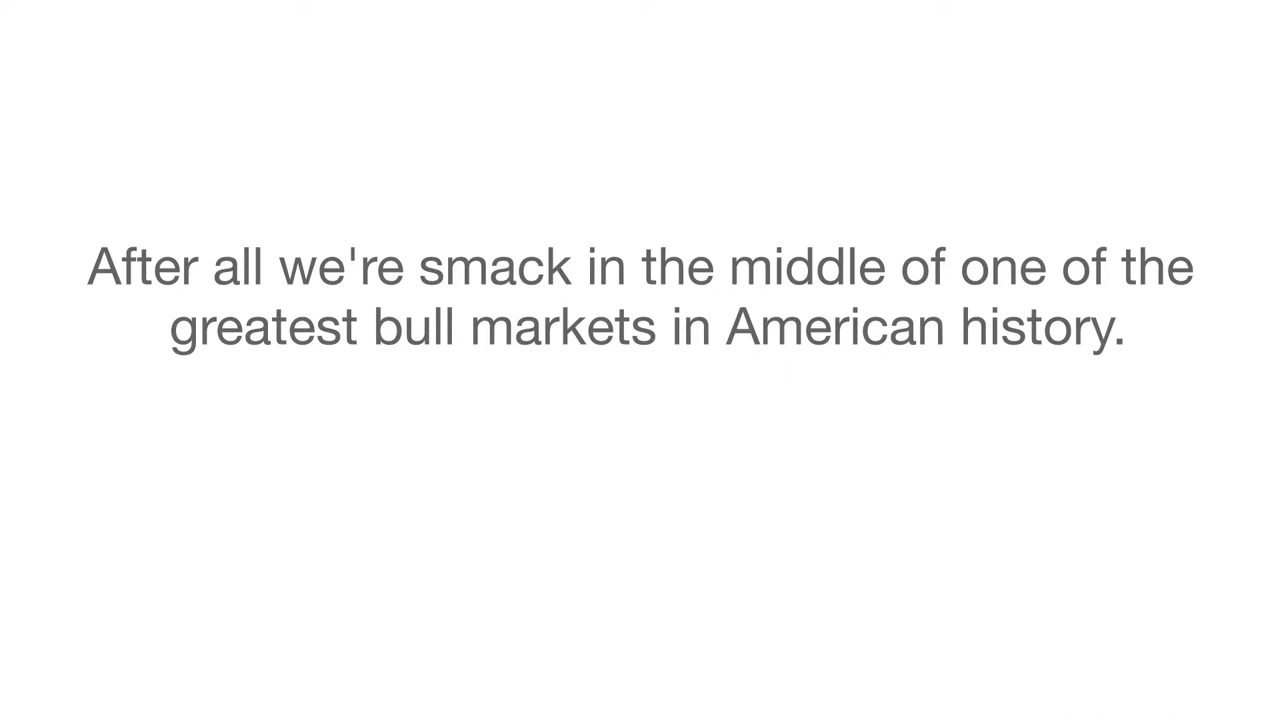 After all we're smack in the middle of one of the
greatest bull markets in American history.